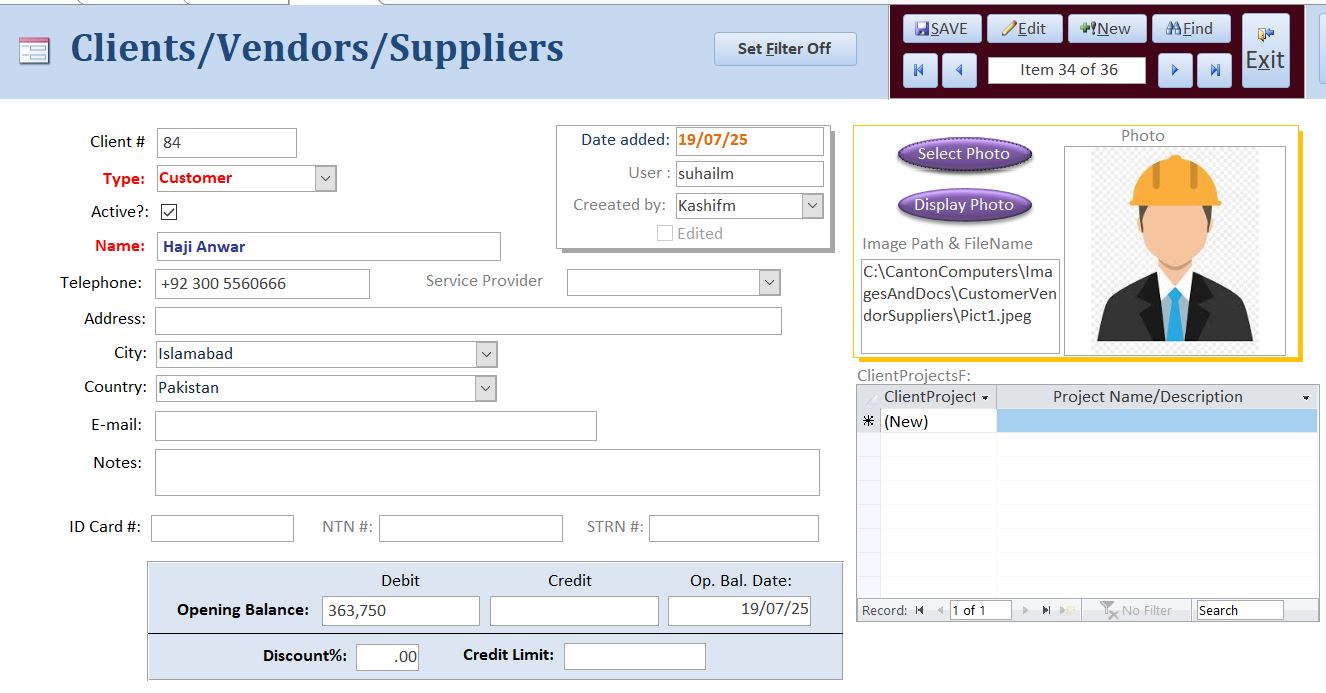 Clients/Vendors/Suppliers
Set Filter Off
SAVE Edit New Find
Exit
Item 34 of 36
Client # 84
Type: Customer
Active?:
Name: Haji Anwar
Telephone: +92 300 5560666
Service Provider
Address:
City: Islamabad
Country: Pakistan
E-mail:
Notes:
ID Card #: NTN #: STRN #:
Date added: 19/07/25
User : suhailm
Creeated by: Kashifm
Edited
Select Photo
Display Photo
Image Path & FileName
C:\CantonComputers\Ima
gesAndDocs\CustomerVen
dorSuppliers\Pict1.jpeg
Photo
ClientProjectsF:
ClientProject Project Name/Description
(New)
Record: 1 of 1 No Filter Search
Debit Credit Op. Bal. Date:
Opening Balance: 363,750 19/07/25
Discount%: .00 Credit Limit: